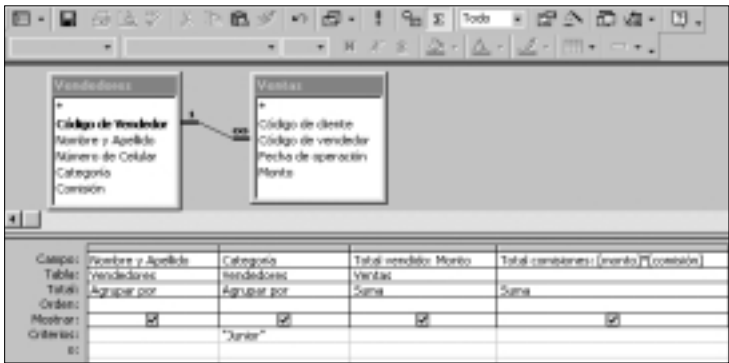 Todo
N K S
Vendedores
*
Código de Vendedor
Nombre y Apellido
Número de Celular
Categoría
Comisión
1
∞
Ventas
*
Código de cliente
Código de vendedor
Fecha de operación
Monto
Campo: Nombre y Apellido Categoría Total vendido: Monto Total comisiones: [monto]*[comisión]
Tabla: Vendedores Vendedores Ventas
Total: Agrupar por Agrupar por Suma Suma
Orden:
Mostrar:
Criterios: "Junior"
o: